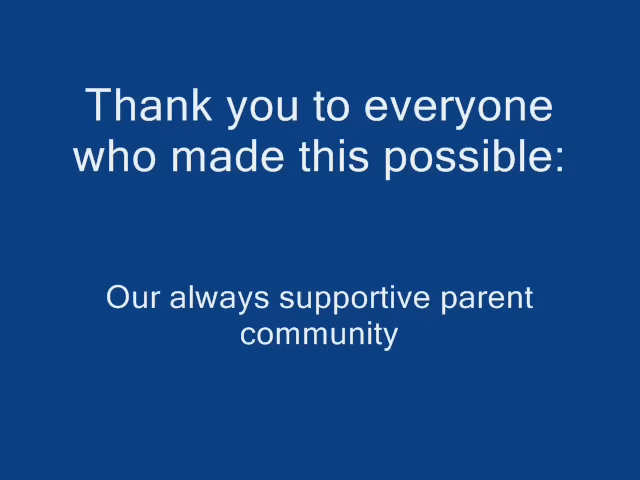 Thank you to everyone
who made this possible:
Our always supportive parent
community